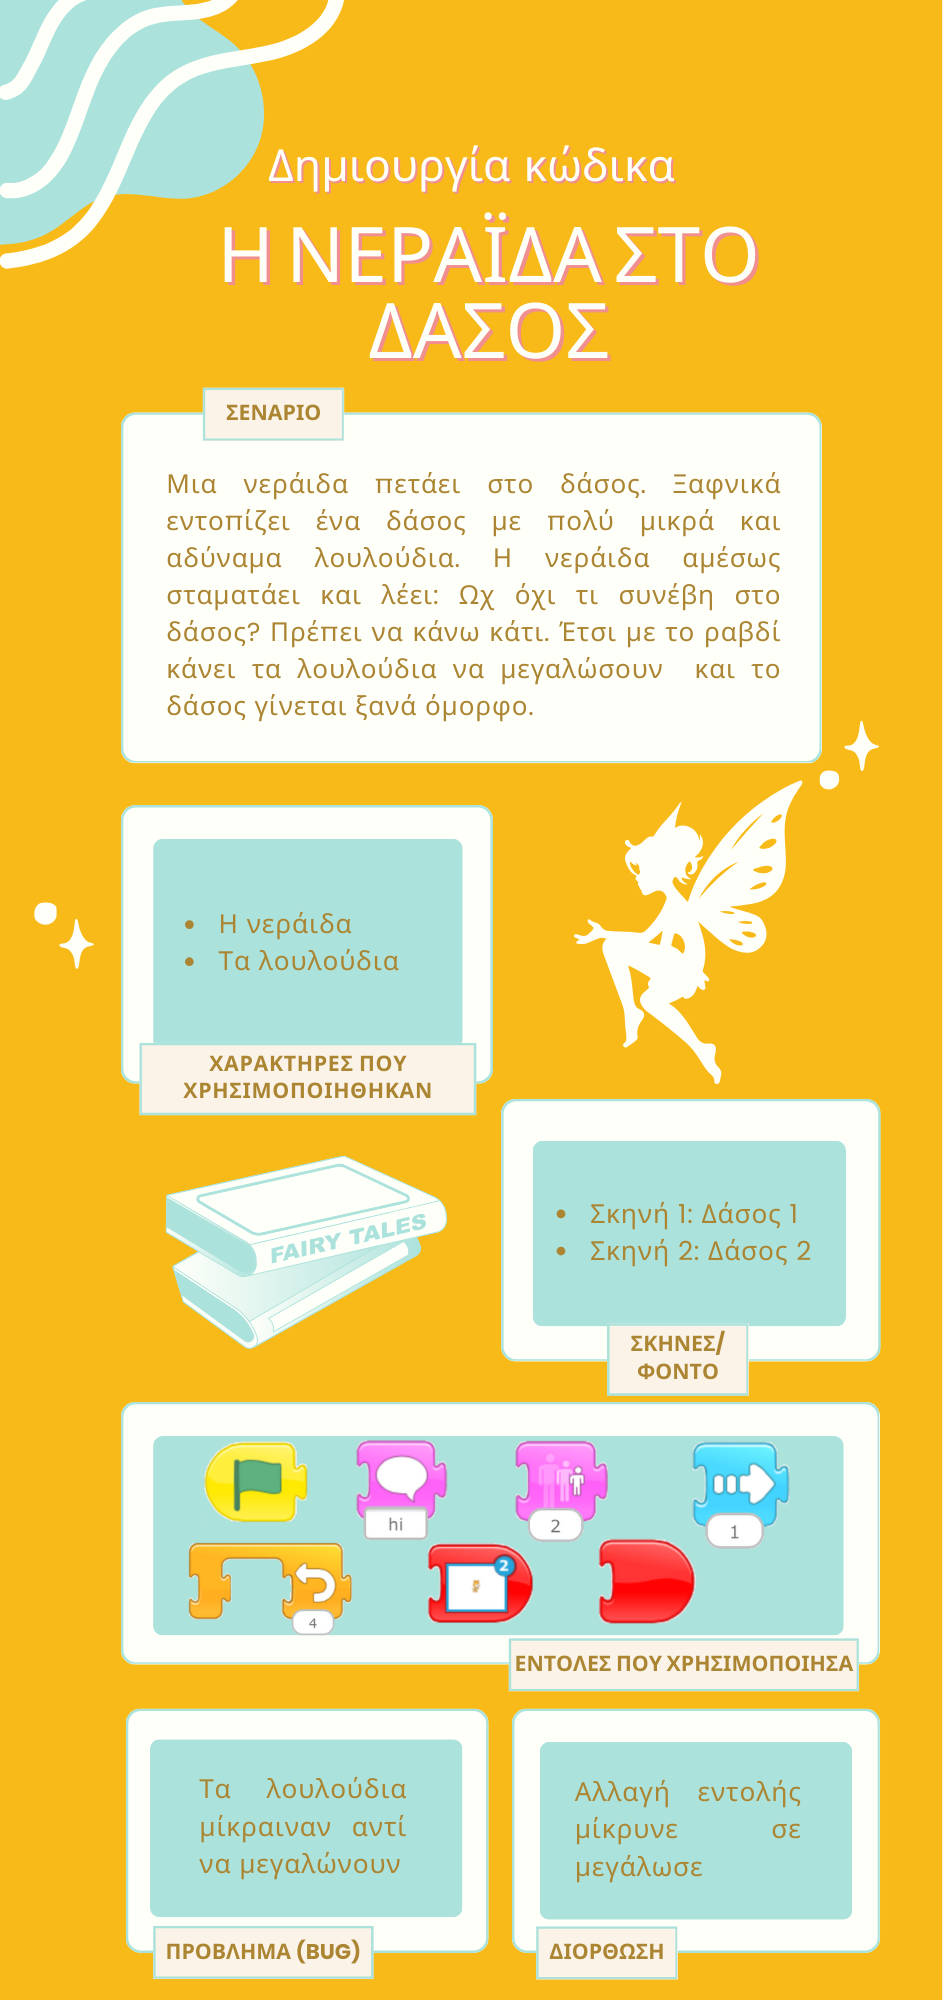 Δημιουργία κώδικα
Η ΝΕΡΑΪΔΑ ΣΤΟ
ΔΑΣΟΣ
ΣΕΝΑΡΙΟ
Μια νεράιδα πετάει στο δάσος. Ξαφνικά
εντοπίζει ένα δάσος με πολύ μικρά και
αδύναμα λουλούδια. Η νεράιδα αμέσως
σταματάει και λέει: Ωχ όχι τι συνέβη στο
δάσος? Πρέπει να κάνω κάτι. Έτσι με το ραβδί
κάνει τα λουλούδια να μεγαλώσουν και το
δάσος γίνεται ξανά όμορφο.
• Η νεράιδα
• Τα λουλούδια
ΧΑΡΑΚΤΗΡΕΣ ΠΟΥ
ΧΡΗΣΙΜΟΠΟΙΗΘΗΚΑΝ
FAIRY TALES
• Σκηνή 1: Δάσος 1
• Σκηνή 2: Δάσος 2
ΣΚΗΝΕΣ/
ΦΟΝΤΟ
hi
2
1
4
2
ΕΝΤΟΛΕΣ ΠΟΥ ΧΡΗΣΙΜΟΠΟΙΗΣΑ
Τα λουλούδια
μίκραιναν αντί
να μεγαλώνουν
ΠΡΟΒΛΗΜΑ (BUG)
Αλλαγή εντολής
μίκρυνε σε
μεγάλωσε
ΔΙΟΡΘΩΣΗ